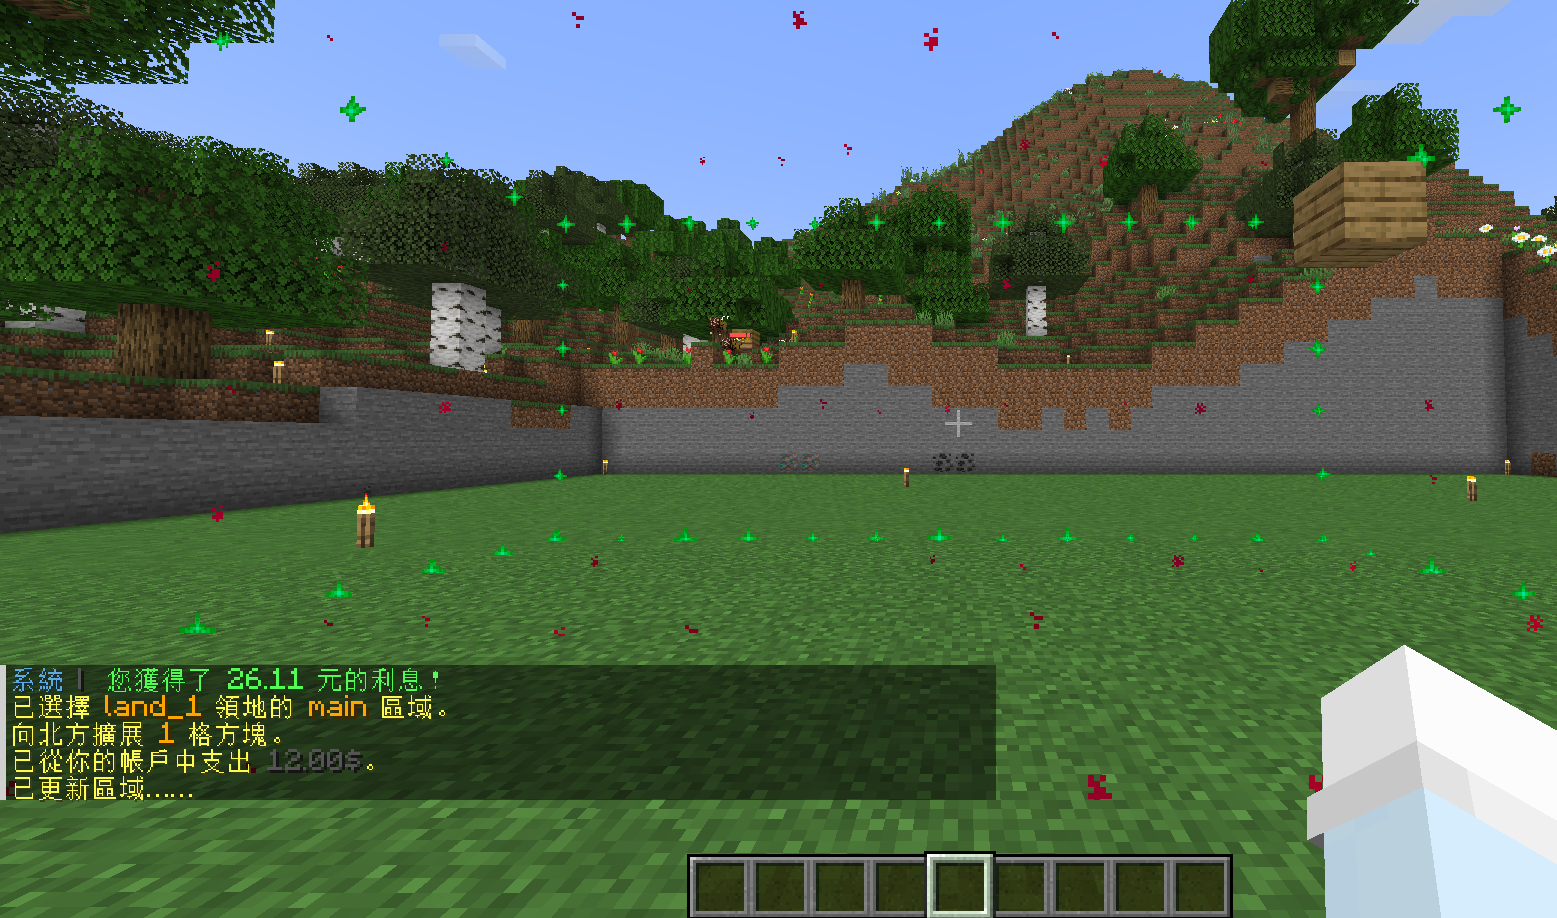 系統 | 您獲得了 26.11 元的利息!
已選擇 land_1 領地的 main 區域。
向北方擴展 1 格方塊。
已從你的帳戶中支出 12.00$。
已更新區域……